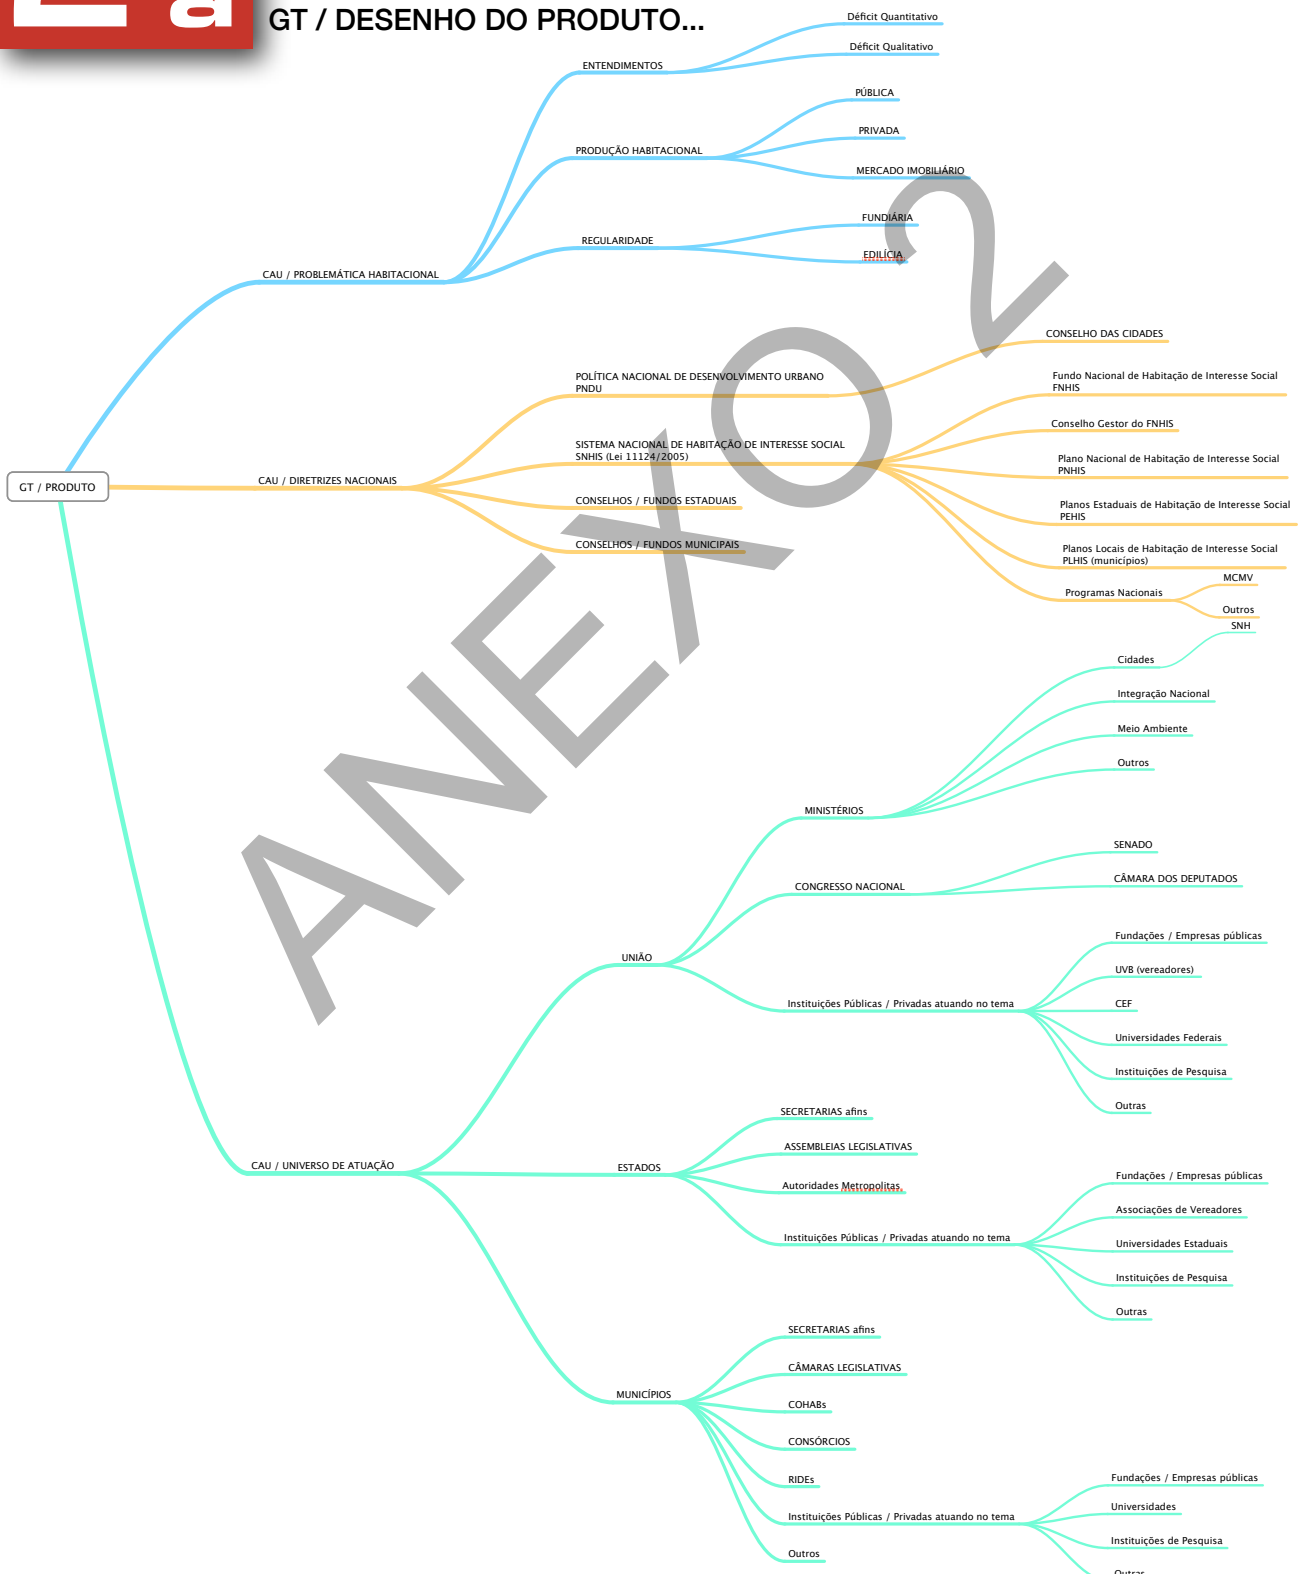 a
GT / DESENHO DO PRODUTO...
GT / PRODUTO
CAU / PROBLEMÁTICA HABITACIONAL
ENTENDIMENTOS
Déficit Quantitativo
Déficit Qualitativo
PRODUÇÃO HABITACIONAL
PÚBLICA
PRIVADA
MERCADO IMOBILIÁRIO
REGULARIDADE
FUNDIÁRIA
EDILÍCIA
CAU / DIRETRIZES NACIONAIS
POLÍTICA NACIONAL DE DESENVOLVIMENTO URBANO
PNDU
CONSELHO DAS CIDADES
SISTEMA NACIONAL DE HABITAÇÃO DE INTERESSE SOCIAL
SNHIS (Lei 11124/2005)
Fundo Nacional de Habitação de Interesse Social
FNHIS
Conselho Gestor do FNHIS
Plano Nacional de Habitação de Interesse Social
PNHIS
Planos Estaduais de Habitação de Interesse Social
PEHIS
Planos Locais de Habitação de Interesse Social
PLHIS (municípios)
Programas Nacionais
MCMV
Outros
CONSELHOS / FUNDOS ESTADUAIS
CONSELHOS / FUNDOS MUNICIPAIS
CAU / UNIVERSO DE ATUAÇÃO
UNIÃO
MINISTÉRIOS
Cidades
SNH
Integração Nacional
Meio Ambiente
Outros
CONGRESSO NACIONAL
SENADO
CÂMARA DOS DEPUTADOS
Instituições Públicas / Privadas atuando no tema
Fundações / Empresas públicas
UVB (vereadores)
CEF
Universidades Federais
Instituições de Pesquisa
Outras
ESTADOS
SECRETARIAS afins
ASSEMBLEIAS LEGISLATIVAS
Autoridades Metropolitas
Instituições Públicas / Privadas atuando no tema
Fundações / Empresas públicas
Associações de Vereadores
Universidades Estaduais
Instituições de Pesquisa
Outras
MUNICÍPIOS
SECRETARIAS afins
CÂMARAS LEGISLATIVAS
COHABs
CONSÓRCIOS
RIDEs
Instituições Públicas / Privadas atuando no tema
Fundações / Empresas públicas
Universidades
Instituições de Pesquisa
Outras
Outros
ANEXO 2